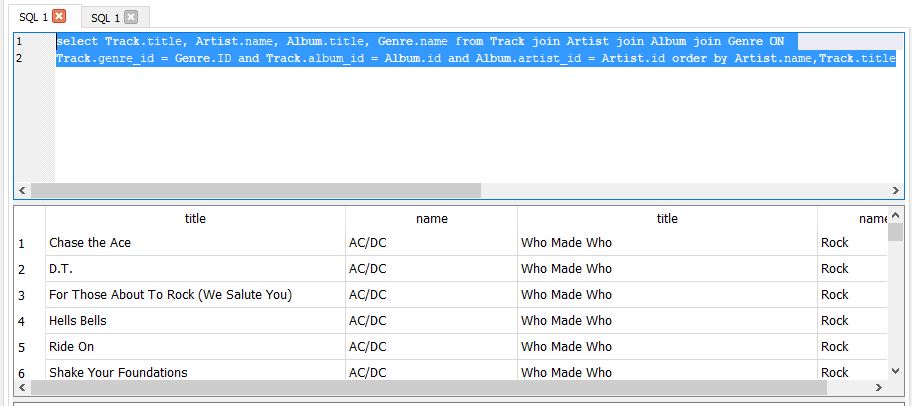 SQL 1 SQL 1
1 select Track.title, Artist.name, Album.title, Genre.name from Track join Artist join Album join Genre ON
2 Track.genre_id = Genre.ID and Track.album_id = Album.id and Album.artist_id = Artist.id order by Artist.name,Track.title
title name title name
1 Chase the Ace AC/DC Who Made Who Rock
2 D.T. AC/DC Who Made Who Rock
3 For Those About To Rock (We Salute You) AC/DC Who Made Who Rock
4 Hells Bells AC/DC Who Made Who Rock
5 Ride On AC/DC Who Made Who Rock
6 Shake Your Foundations AC/DC Who Made Who Rock